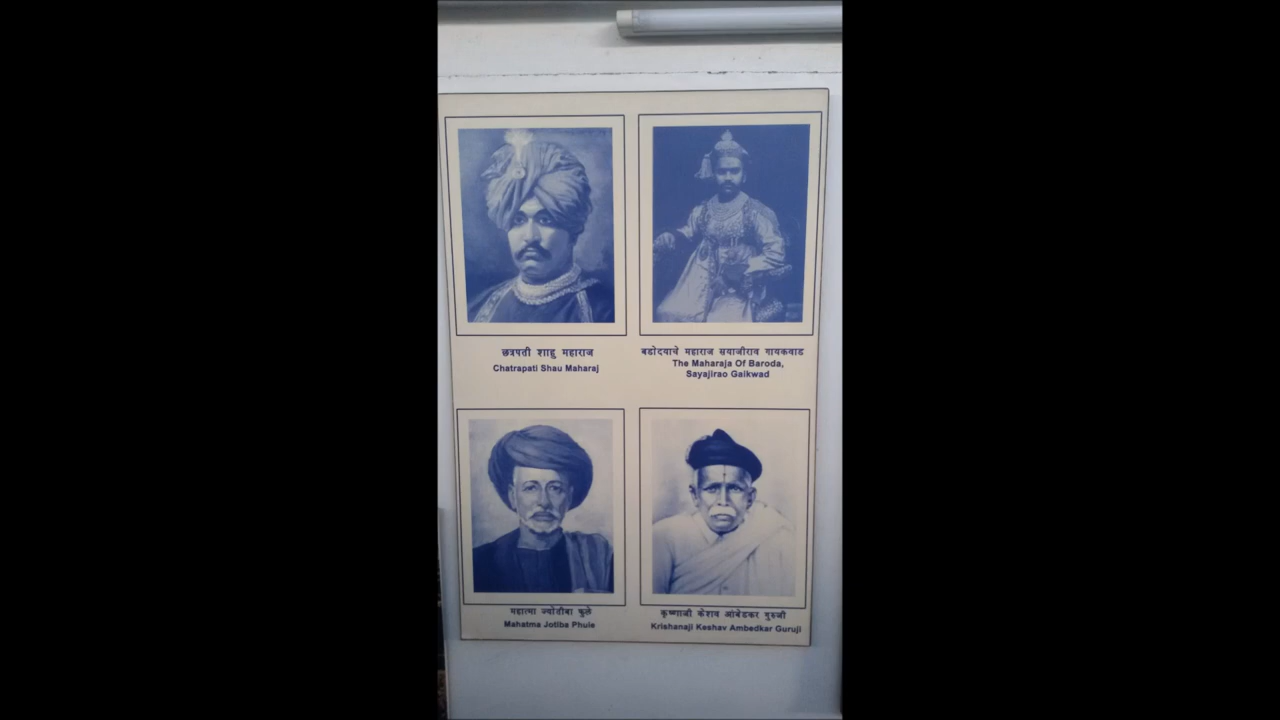 छत्रपती शाहु महाराज
Chatrapati Shau Maharaj
बडोदयाचे महाराज सयाजीराव गायकवाड
The Maharaja Of Baroda,
Sayajirao Gaikwad
महात्मा ज्योतीबा फुले
Mahatma Jotiba Phule
कृष्णाजी केशव आंबेडकर गुरुजी
Krishanaji Keshav Ambedkar Guruji